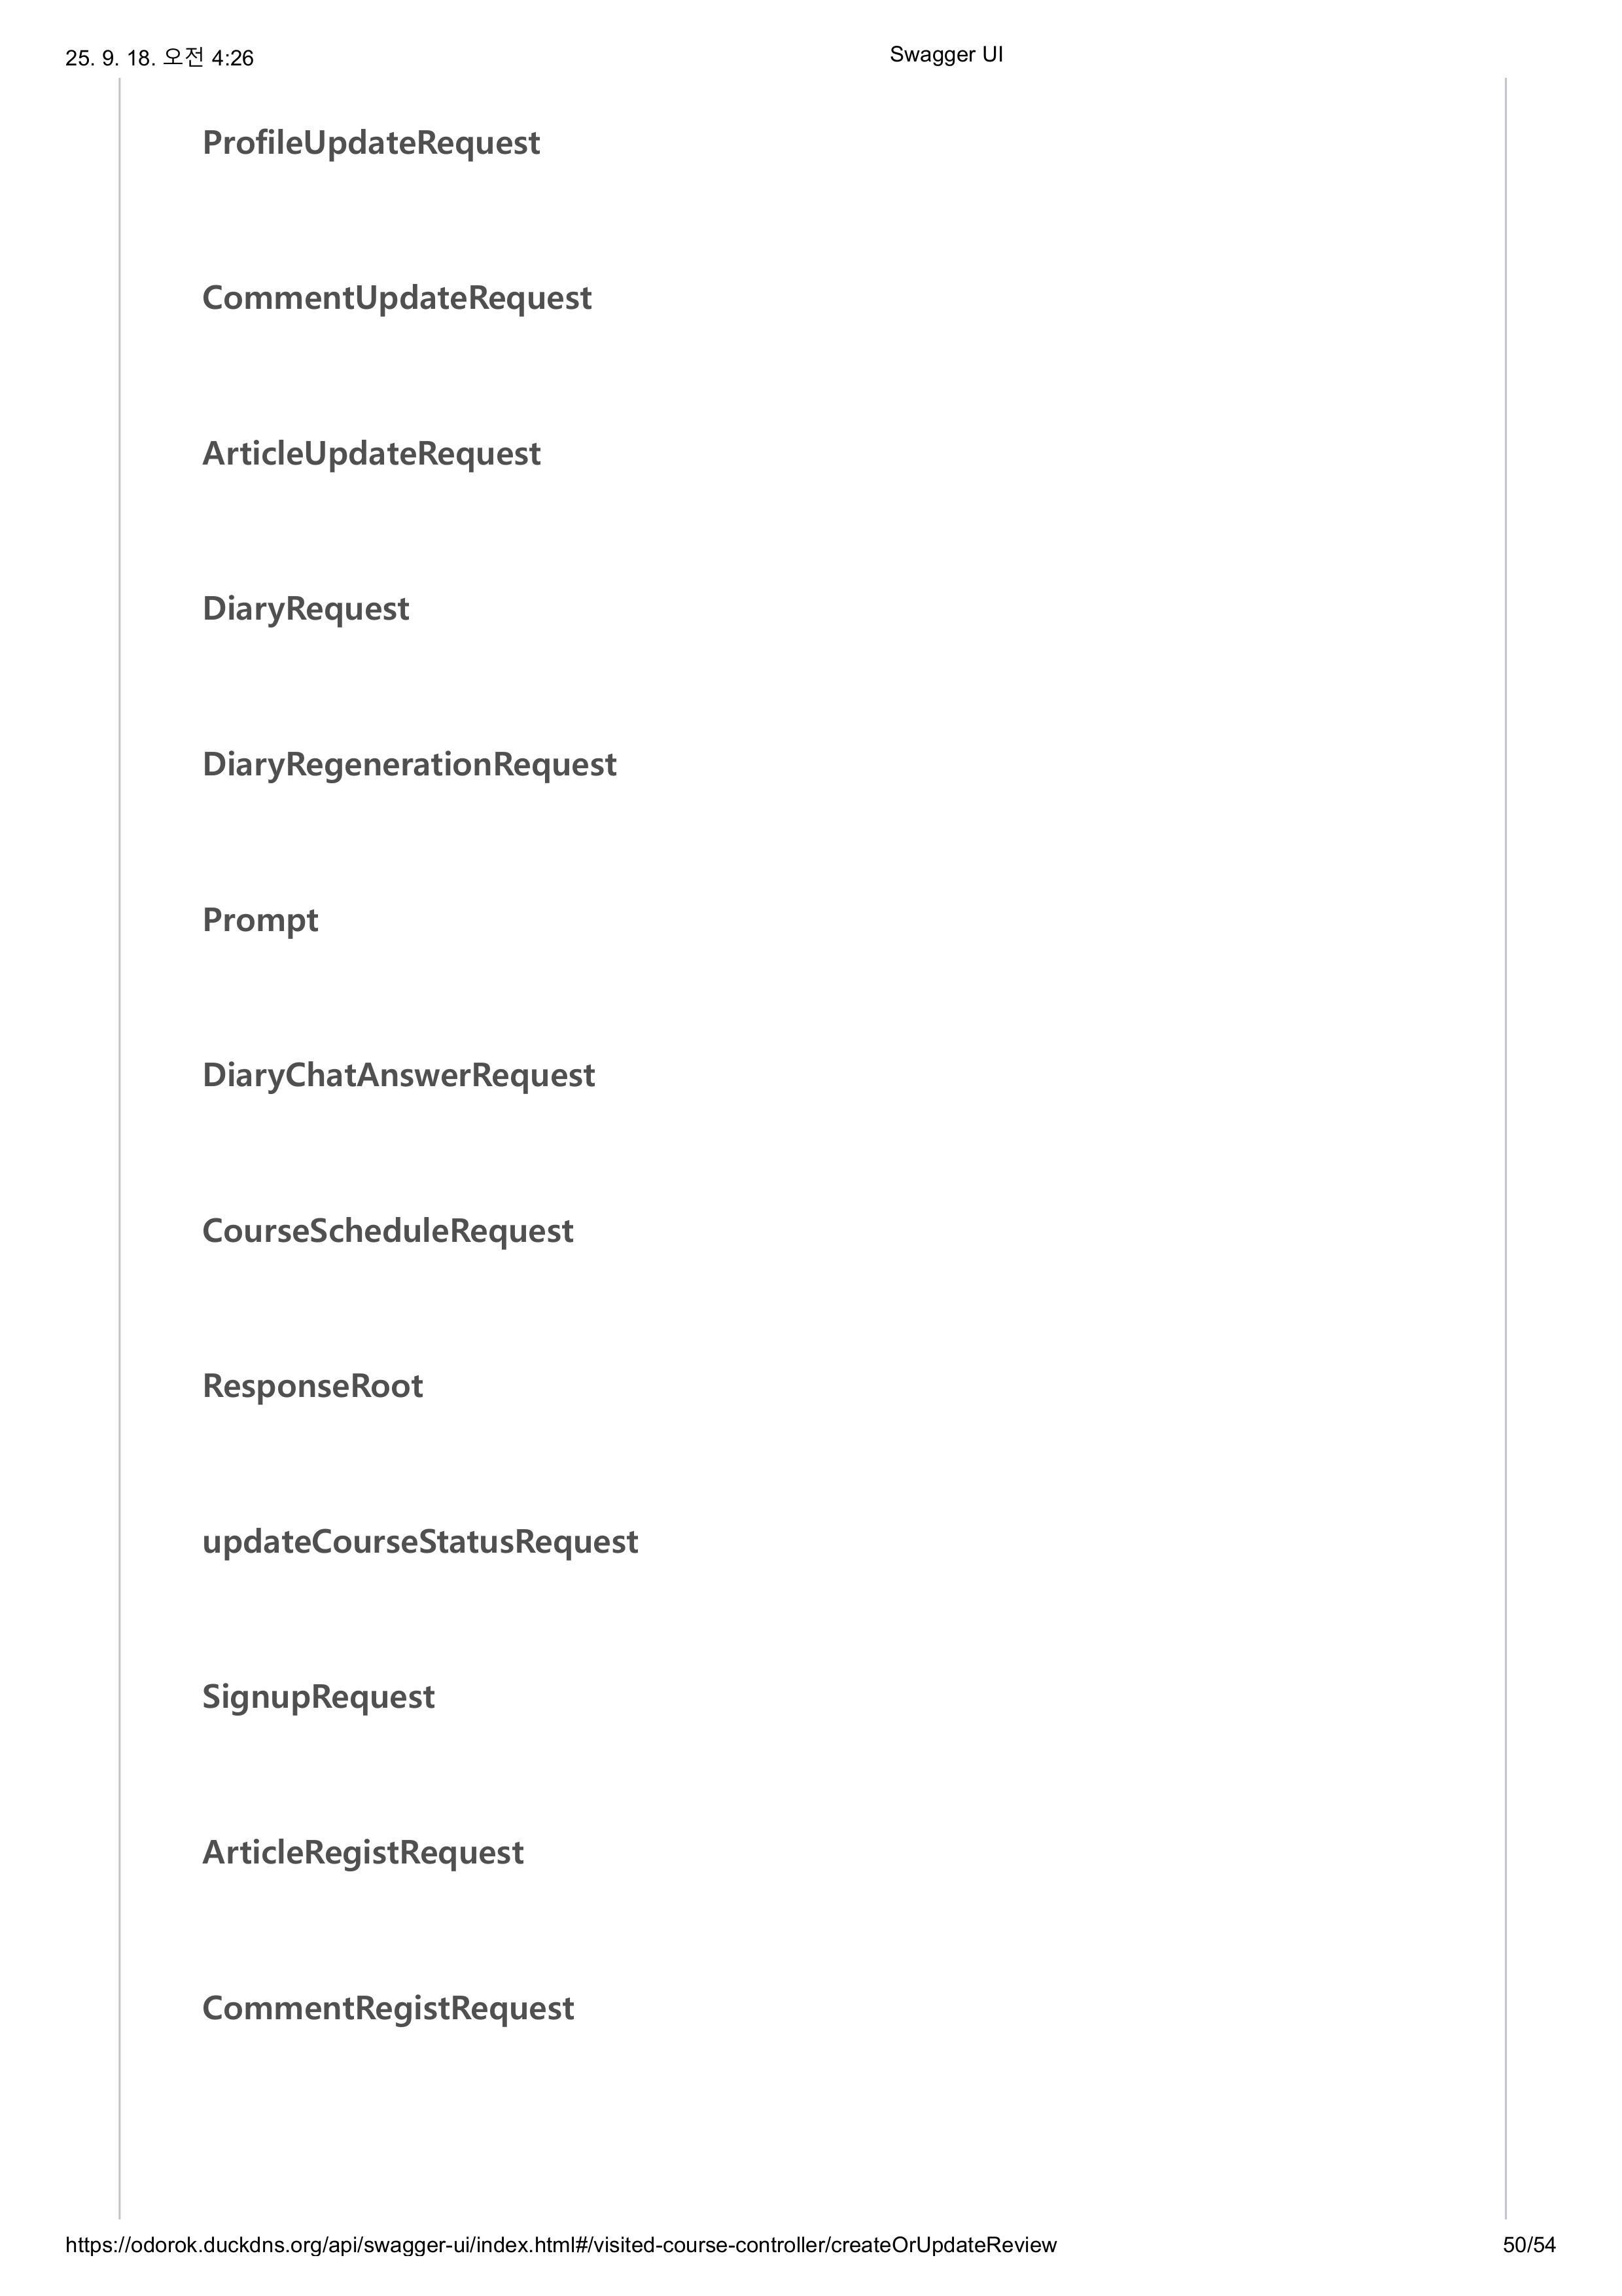 25. 9. 18. 오전 4:26
Swagger UI
ProfileUpdateRequest
CommentUpdateRequest
ArticleUpdateRequest
DiaryRequest
DiaryRegenerationRequest
Prompt
DiaryChatAnswerRequest
CourseScheduleRequest
ResponseRoot
updateCourseStatusRequest
SignupRequest
ArticleRegistRequest
CommentRegistRequest
https://odorok.duckdns.org/api/swagger-ui/index.html#/visited-course-controller/createOrUpdateReview
50/54